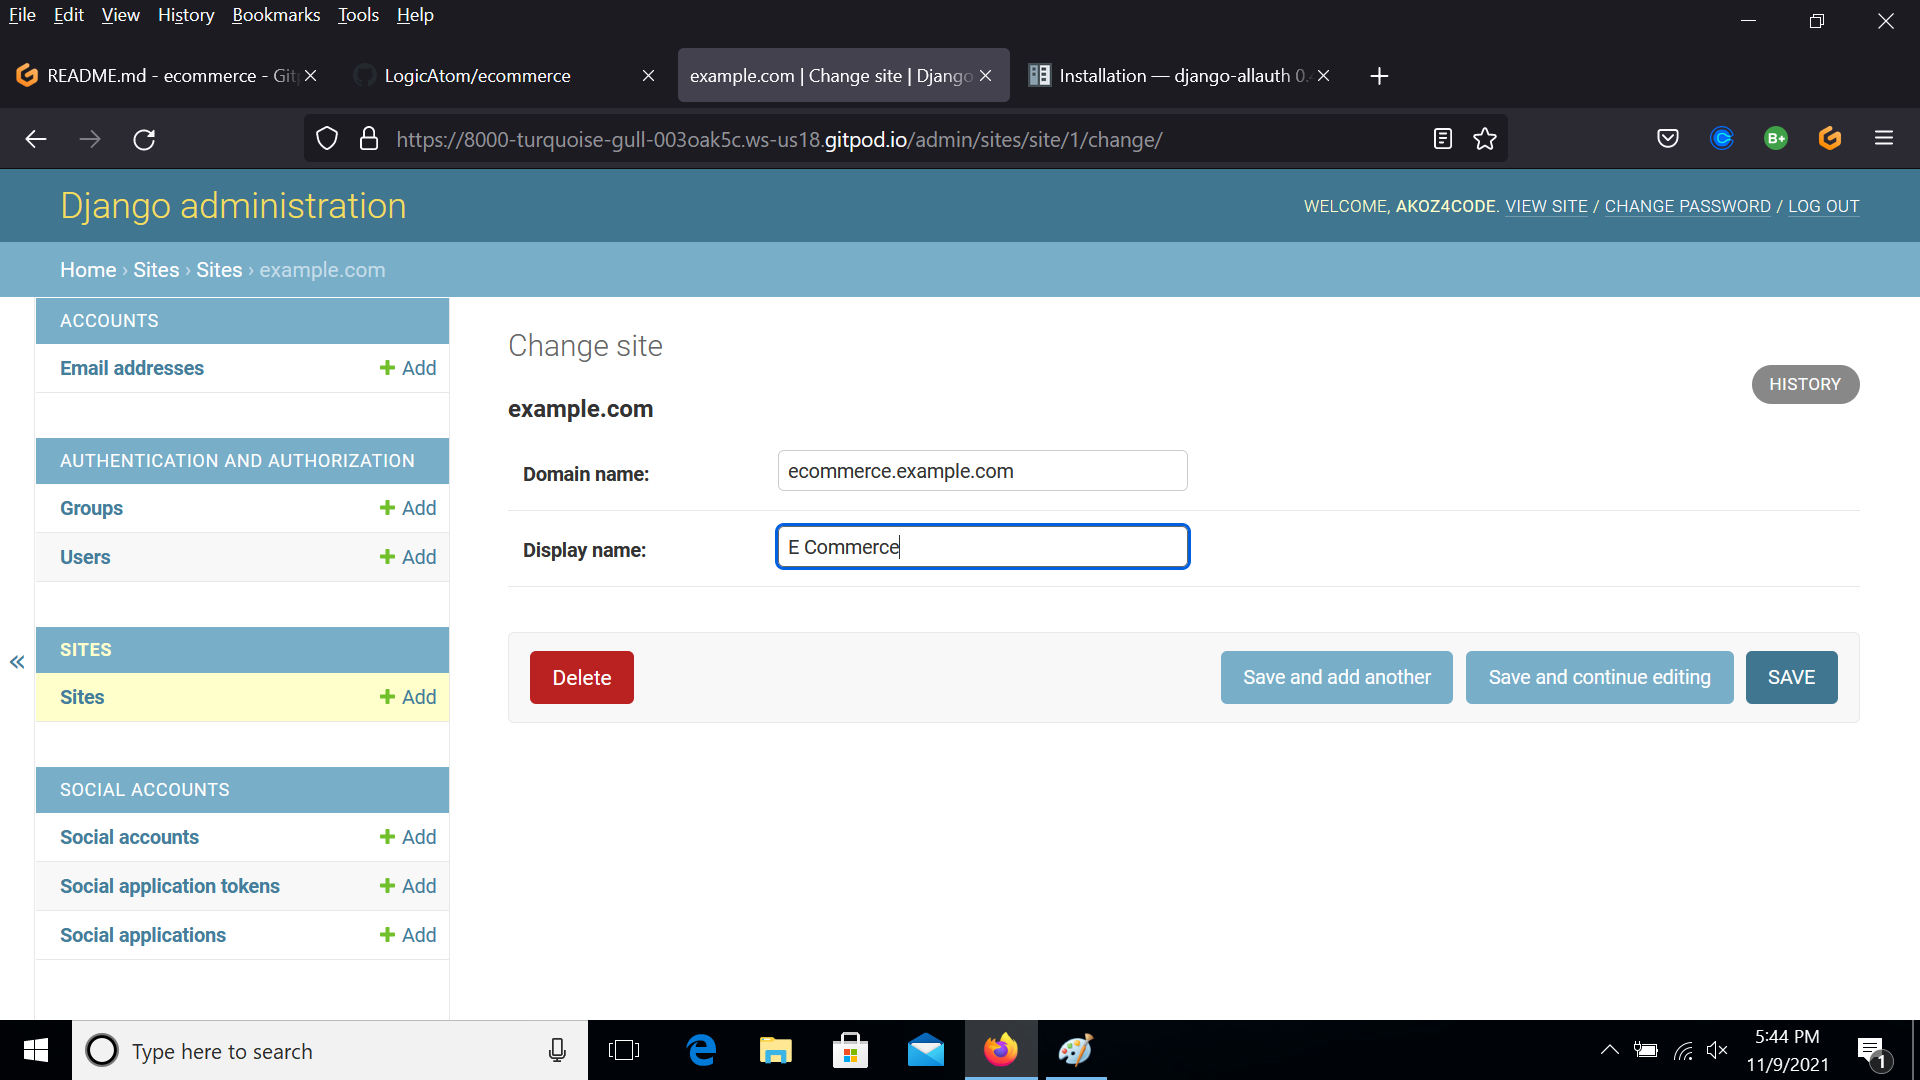 File Edit View History Bookmarks Tools Help
README.md - ecommerce - Git
LogicAtom/ecommerce
example.com | Change site | Django
Installation — django-allauth 0.
https://8000-turquoise-gull-003oak5c.ws-us18.gitpod.io/admin/sites/site/1/change/
B+
Django administration
WELCOME, AKOZ4CODE. VIEW SITE / CHANGE PASSWORD / LOG OUT
Home › Sites › Sites › example.com
ACCOUNTS
Email addresses Add
AUTHENTICATION AND AUTHORIZATION
Groups Add
Users Add
SITES
Sites Add
SOCIAL ACCOUNTS
Social accounts Add
Social application tokens Add
Social applications Add
Change site
HISTORY
example.com
Domain name: ecommerce.example.com
Display name: E Commerce
Delete Save and add another Save and continue editing SAVE
Type here to search
5:44 PM
11/9/2021
1